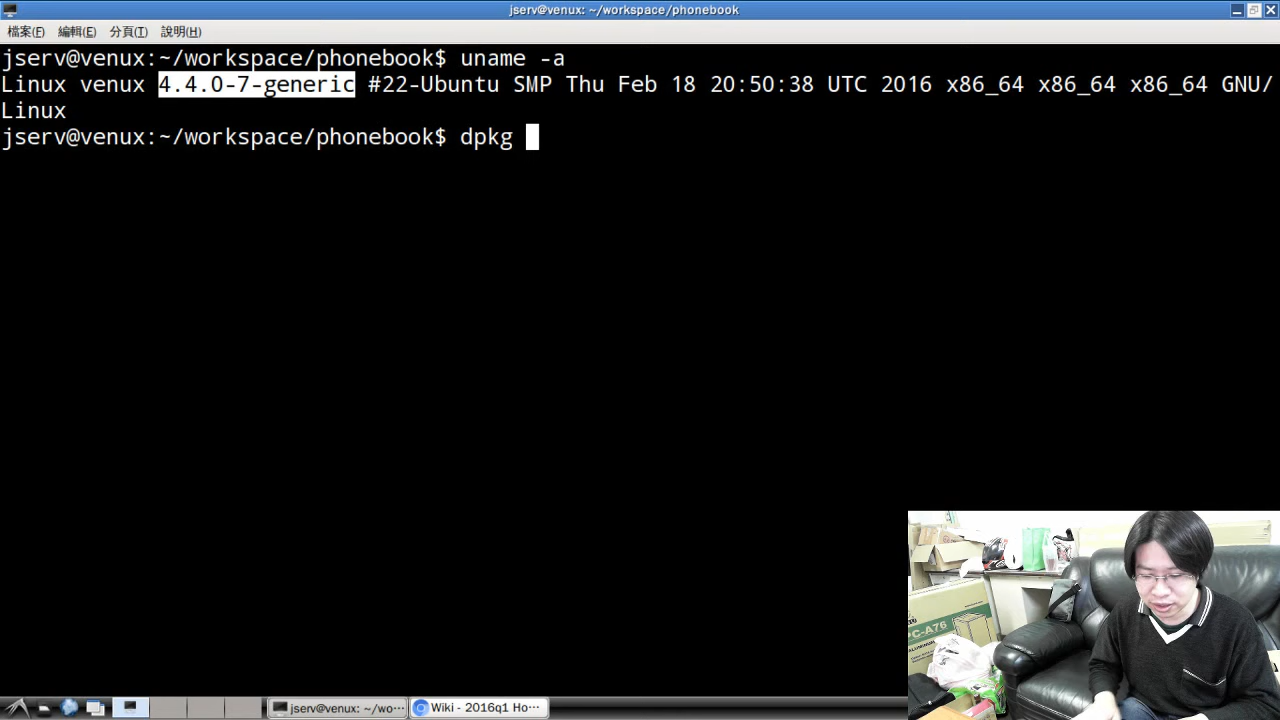 jserv@venux: ~/workspace/phonebook
檔案(F) 編輯(E) 分頁(T) 說明(H)
jserv@venux:~/workspace/phonebook$ uname -a
Linux venux 4.4.0-7-generic #22-Ubuntu SMP Thu Feb 18 20:50:38 UTC 2016 x86_64 x86_64 x86_64 GNU/
Linux
jserv@venux:~/workspace/phonebook$ dpkg
PC-A76
jserv@venux: ~/wo···
Wiki - 2016q1 Ho···